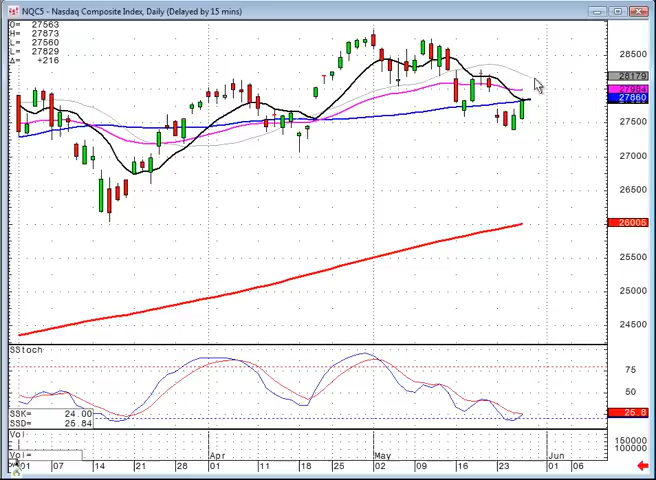 NQC5 - Nasdaq Composite Index, Daily (Delayed by 15 mins)
O= 27563
H= 27873
L= 27560
L= 27829
Δ= +216
28500
28179
27984
27860
27500
27000
26500
26005
25500
25000
24500
SStoch
75
50
25.8
SSK= 24.00
SSD= 25.84
Vol
Vol=
150000
100000
Apr May Jun
01 07 14 21 28 01 11 18 25 02 09 16 23 01 06